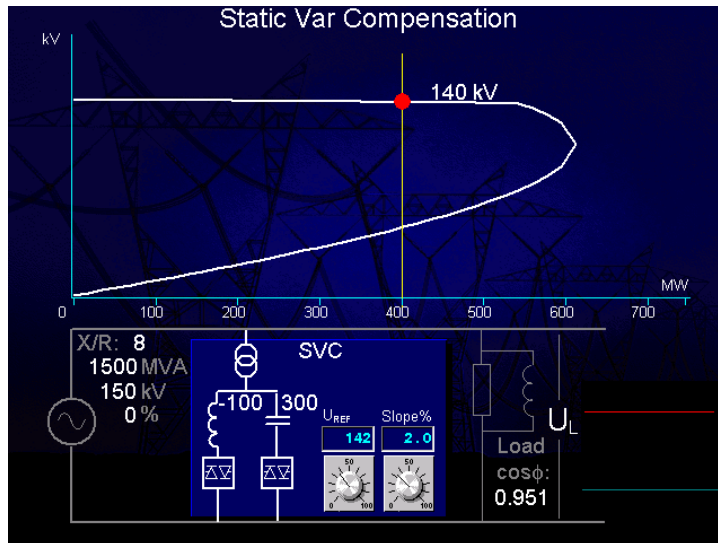 Static Var Compensation
kV
140 kV
MW
0 100 200 300 400 500 600 700
X/R: 8
1500 MVA
150 kV
0 %
SVC
-100 300
UREF Slope%
142 2.0
50 50
0 100 0 100
UL
Load
cosϕ:
0.951